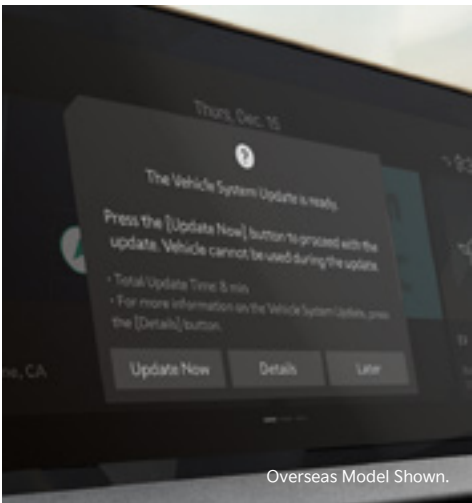 Thurs, Dec. 15
?
The Vehicle System Update is ready.
Press the [Update Now] button to proceed with the
update. Vehicle cannot be used during the update.
• Total Update Time: 8 min
• For more information on the Vehicle System Update, press
the [Details] button.
Update Now Details Later
, CA
Overseas Model Shown.